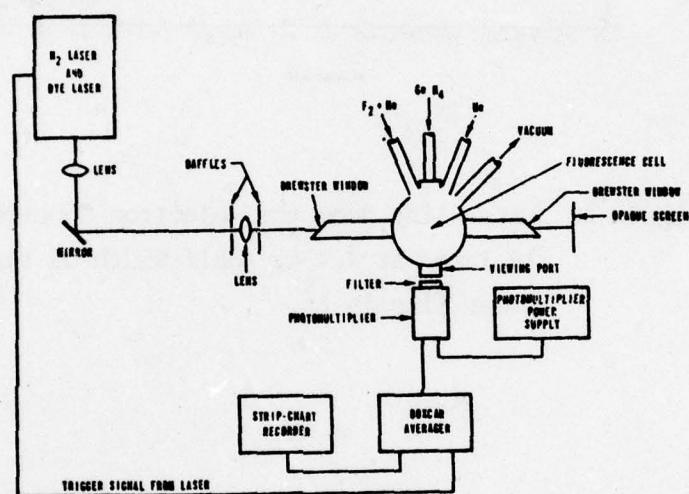 N2 LASER
AND
DYE LASER
LENS
MIRROR
BAFFLES
LENS
BREWSTER WINDOW
F2 + He
Ge H4
He
VACUUM
FLUORESCENCE CELL
BREWSTER WINDOW
OPAQUE SCREEN
VIEWING PORT
FILTER
PHOTOMULTIPLIER
PHOTOMULTIPLIER
POWER
SUPPLY
STRIP-CHART
RECORDER
BOXCAR
AVERAGER
TRIGGER SIGNAL FROM LASER